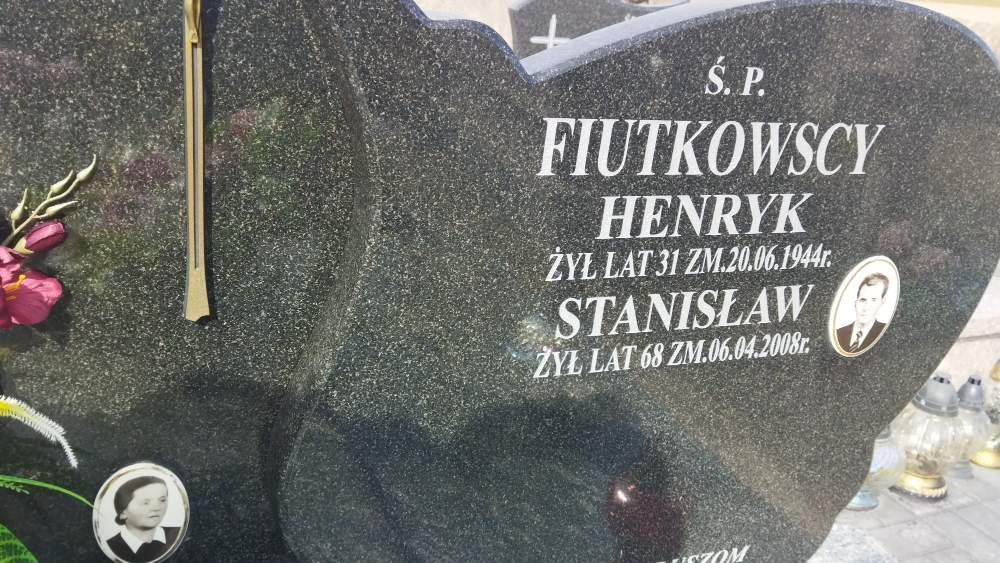 Ś. P.
FIUTKOWSCY
HENRYK
ŻYŁ LAT 31 ZM.20.06.1944r.
STANISŁAW
ŻYŁ LAT 68 ZM.06.04.2008r.